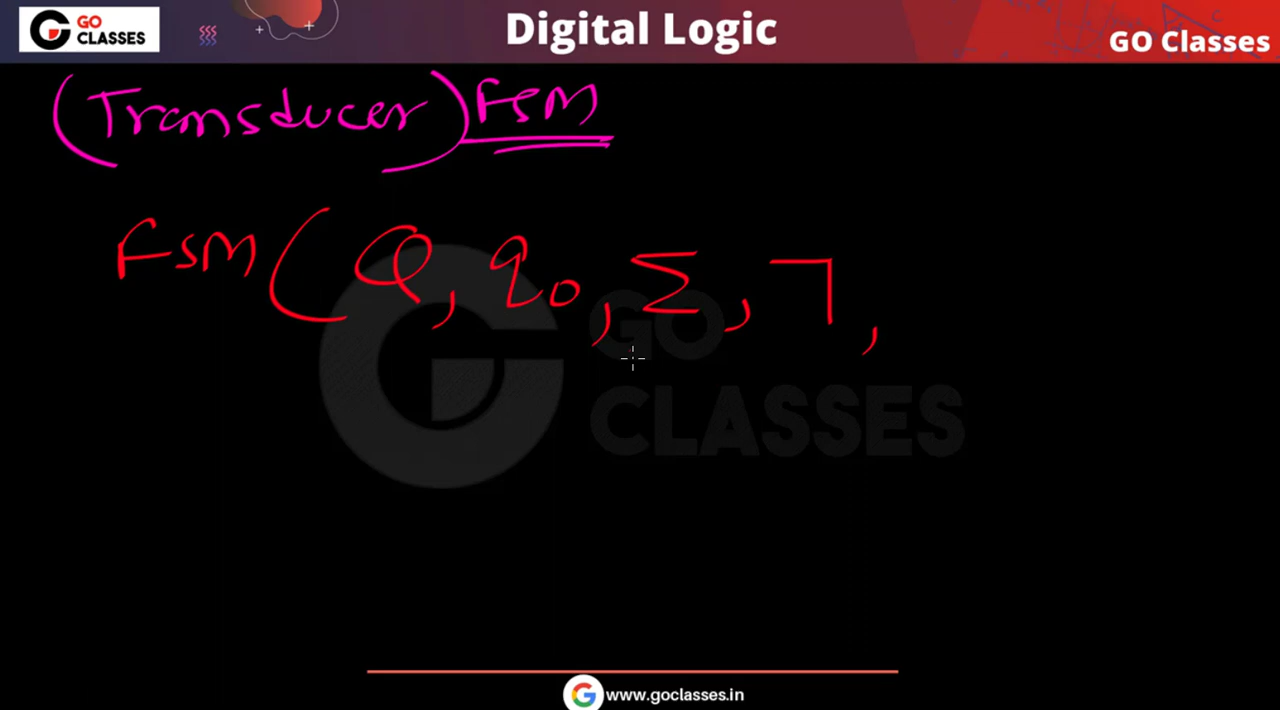 GO CLASSES
Digital Logic
GO Classes
(Transducer) FSM
FSM ( Q, q₀, Σ, ㄱ,
GO CLASSES
www.goclasses.in